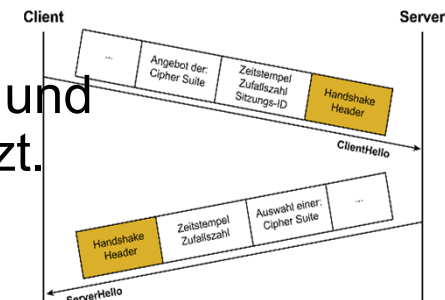 Client
Server
...
Angebot der:
Cipher Suite
Zeitstempel
Zufallszahl
Sitzungs-ID
Handshake
Header
und
zt.
ClientHello
Handshake
Header
Zeitstempel
Zufallszahl
Auswahl einer:
Cipher Suite
...
ServerHello